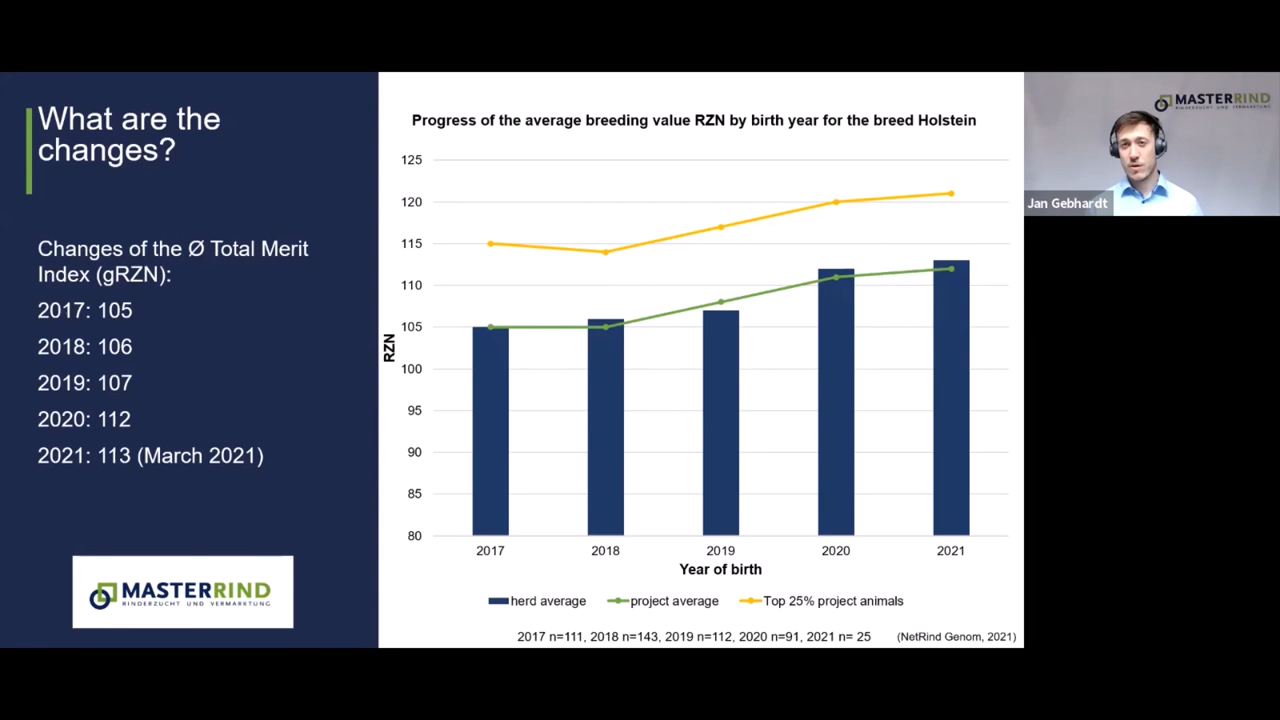 What are the
changes?
Changes of the Ø Total Merit
Index (gRZN):
2017: 105
2018: 106
2019: 107
2020: 112
2021: 113 (March 2021)
MASTERRIND
RINDERZUCHT UND VERMARKTUNG
Progress of the average breeding value RZN by birth year for the breed Holstein
125
120
115
110
105
100
95
90
85
80
RZN
2017 2018 2019 2020 2021
Year of birth
herd average project average Top 25% project animals
2017 n=111, 2018 n=143, 2019 n=112, 2020 n=91, 2021 n= 25 (NetRind Genom, 2021)
MASTERRIND
RINDERZUCHT UND VERMARKTUNG
Jan Gebhardt